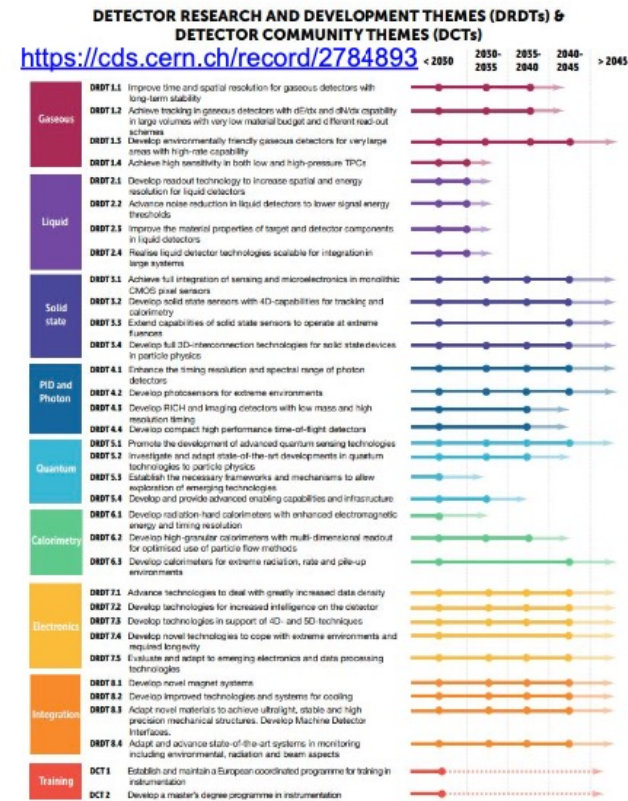 DETECTOR RESEARCH AND DEVELOPMENT THEMES (DRDTs) &
DETECTOR COMMUNITY THEMES (DCTs)
https://cds.cern.ch/record/2784893
< 2030
2030-
2035
2035-
2040
2040-
2045
> 2045
Gaseous
DRDT 1.1 Improve time and spatial resolution for gaseous detectors with
long-term stability
DRDT 1.2 Achieve tracking in gaseous detectors with dE/dx and dN/dx capability
in large volumes with very low material budget and different read-out
schemes
DRDT 1.3 Develop environmentally friendly gaseous detectors for very large
areas with high-rate capability
DRDT 1.4 Achieve high sensitivity in both low and high-pressure TPCs
Liquid
DRDT 2.1 Develop readout technology to increase spatial and energy
resolution for liquid detectors
DRDT 2.2 Advance noise reduction in liquid detectors to lower signal energy
thresholds
DRDT 2.3 Improve the material properties of target and detector components
in liquid detectors
DRDT 2.4 Realise liquid detector technologies scalable for integration in
large systems
Solid
state
DRDT 3.1 Achieve full integration of sensing and microelectronics in monolithic
CMOS pixel sensors
DRDT 3.2 Develop solid state sensors with 4D-capabilities for tracking and
calorimetry
DRDT 3.3 Extend capabilities of solid state sensors to operate at extreme
fluences
DRDT 3.4 Develop full 3D-interconnection technologies for solid state devices
in particle physics
PID and
Photon
DRDT 4.1 Enhance the timing resolution and spectral range of photon
detectors
DRDT 4.2 Develop photosensors for extreme environments
DRDT 4.3 Develop RICH and imaging detectors with low mass and high
resolution timing
DRDT 4.4 Develop compact high performance time-of-flight detectors
Quantum
DRDT 5.1 Promote the development of advanced quantum sensing technologies
DRDT 5.2 Investigate and adapt state-of-the-art developments in quantum
technologies to particle physics
DRDT 5.3 Establish the necessary frameworks and mechanisms to allow
exploration of emerging technologies
DRDT 5.4 Develop and provide advanced enabling capabilities and infrastructure
Calorimetry
DRDT 6.1 Develop radiation-hard calorimeters with enhanced electromagnetic
energy and timing resolution
DRDT 6.2 Develop high-granular calorimeters with multi-dimensional readout
for optimised use of particle flow methods
DRDT 6.3 Develop calorimeters for extreme radiation, rate and pile-up
environments
Electronics
DRDT 7.1 Advance technologies to deal with greatly increased data density
DRDT 7.2 Develop technologies for increased intelligence on the detector
DRDT 7.3 Develop technologies in support of 4D- and 5D-techniques
DRDT 7.4 Develop novel technologies to cope with extreme environments and
required longevity
DRDT 7.5 Evaluate and adapt to emerging electronics and data processing
technologies
Integration
DRDT 8.1 Develop novel magnet systems
DRDT 8.2 Develop improved technologies and systems for cooling
DRDT 8.3 Adapt novel materials to achieve ultralight, stable and high
precision mechanical structures. Develop Machine Detector
Interfaces.
DRDT 8.4 Adapt and advance state-of-the-art systems in monitoring
including environmental, radiation and beam aspects
Training
DCT 1 Establish and maintain a European coordinated programme for training in
instrumentation
DCT 2 Develop a master's degree programme in instrumentation